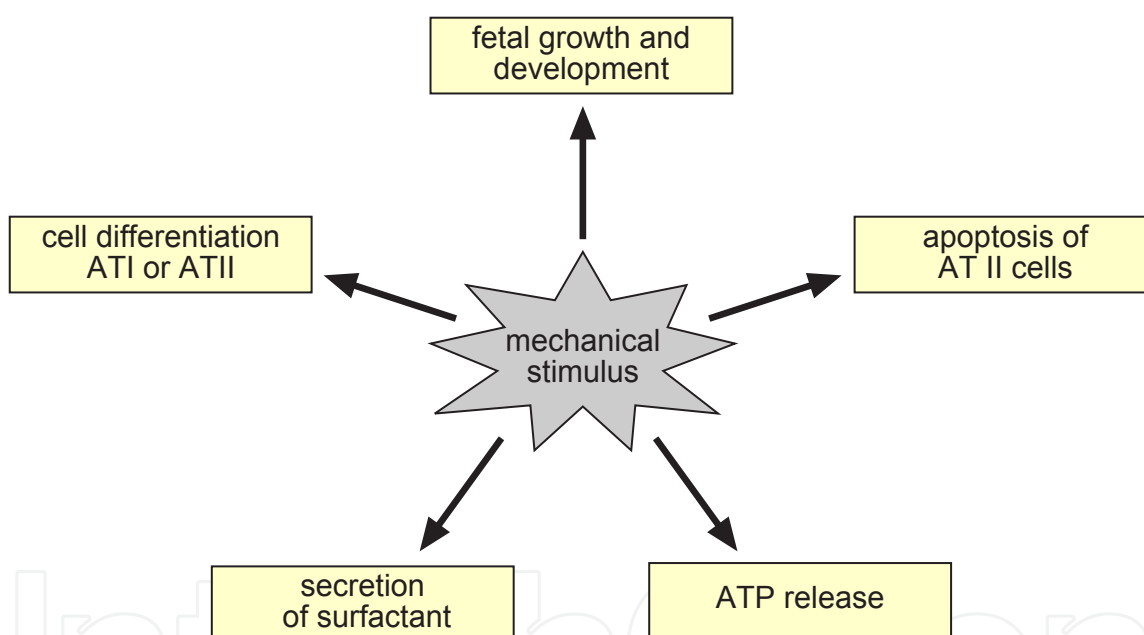 fetal growth and
development
cell differentiation
ATI or ATII
apoptosis of
AT II cells
mechanical
stimulus
secretion
of surfactant
ATP release